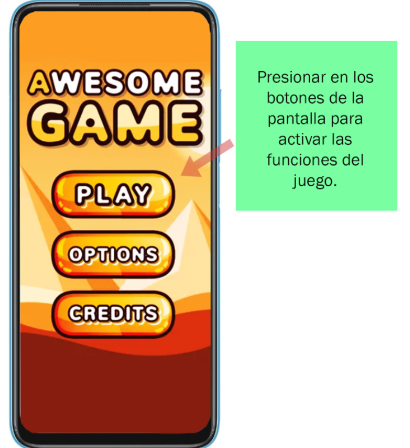 AWESOME
GAME
PLAY
OPTIONS
CREDITS
Presionar en los
botones de la
pantalla para
activar las
funciones del
juego.